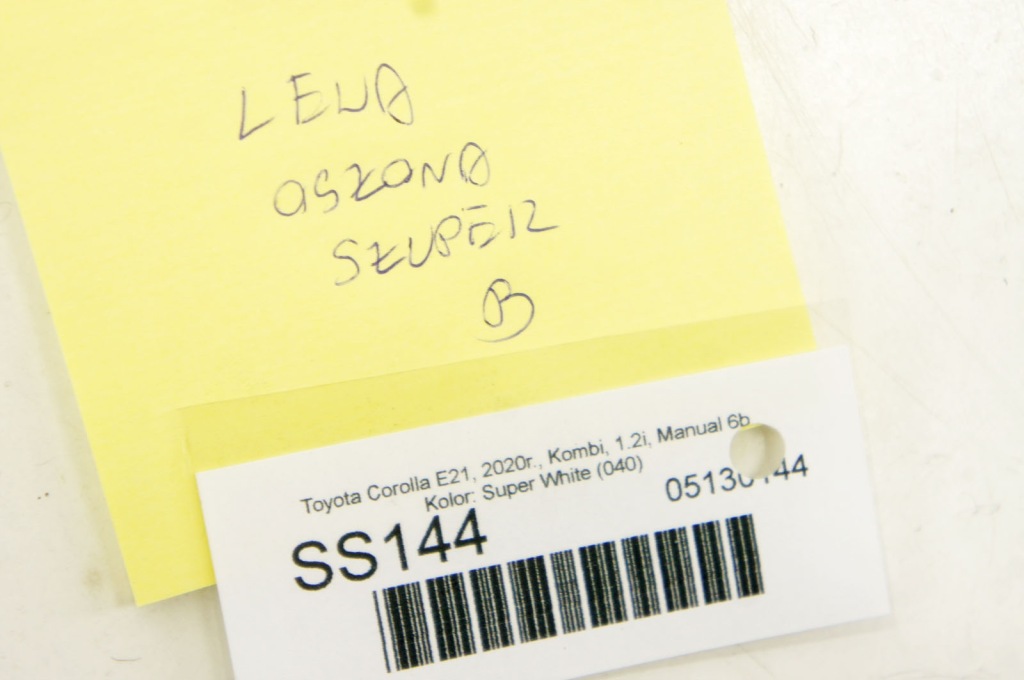 LEWA
OSŁONA
SŁUPEK
B
Toyota Corolla E21, 2020r., Kombi, 1.2i, Manual 6b
Kolor: Super White (040)
SS144